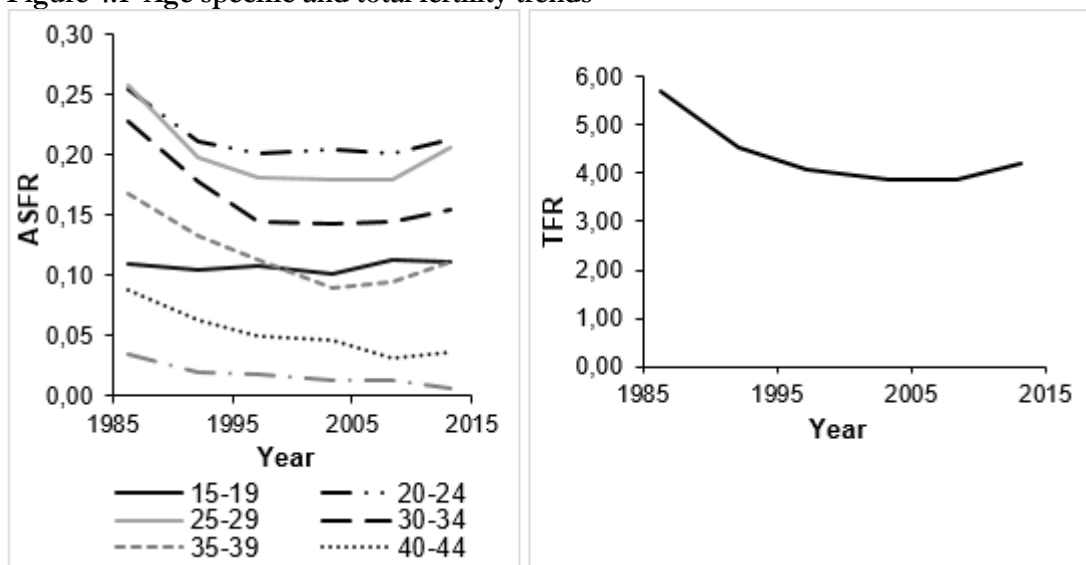 Figure 4.1 Age specific and total fertility trends
0,30
0,25
0,20
0,15
0,10
0,05
0,00
ASFR
1985 1995 2005 2015
Year
15-19 20-24
25-29 30-34
35-39 40-44
6,00
5,00
4,00
3,00
2,00
1,00
0,00
TFR
1985 1995 2005 2015
Year